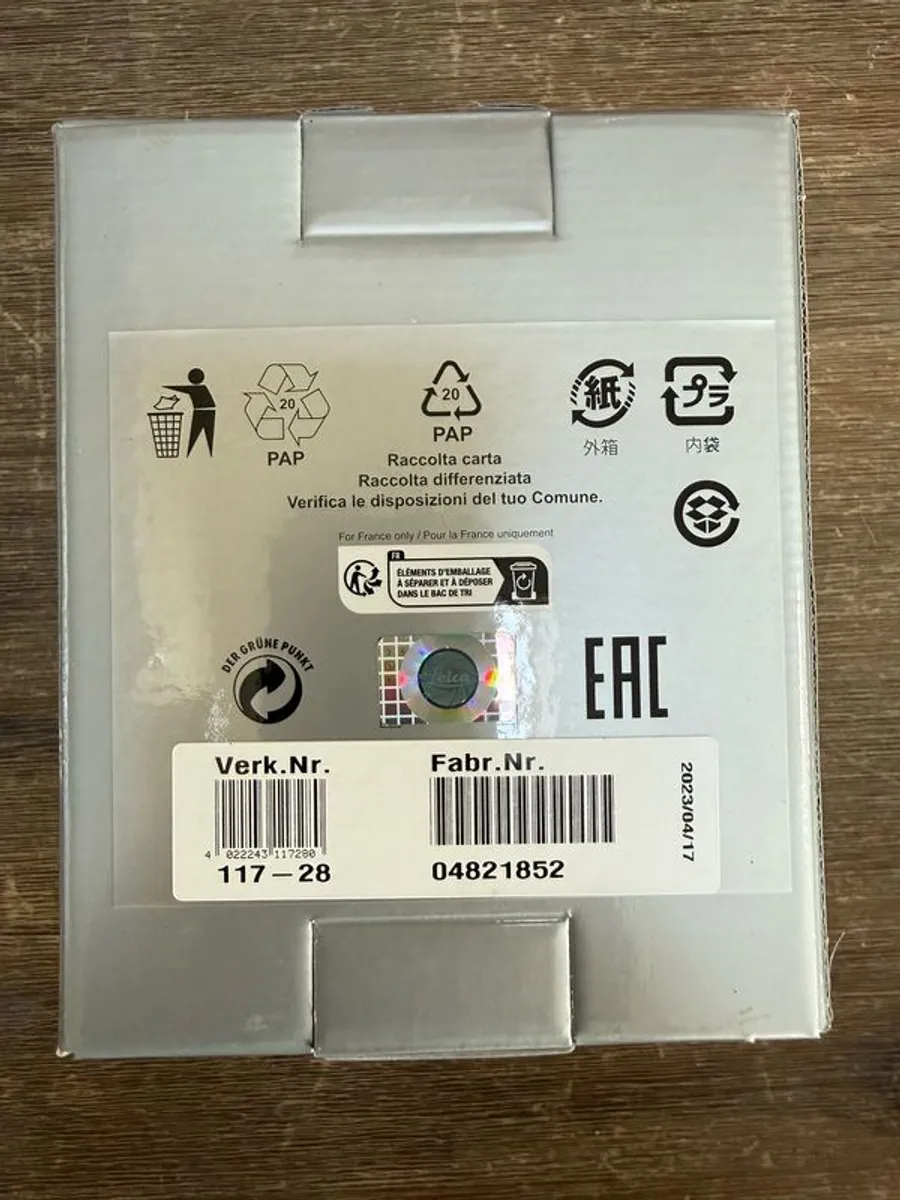 20
PAP
20
PAP
Raccolta carta
Raccolta differenziata
Verifica le disposizioni del tuo Comune.
紙
外箱
プラ
内袋
For France only / Pour la France uniquement
FR
ÉLÉMENTS D'EMBALLAGE
À SÉPARER ET À DÉPOSER
DANS LE BAC DE TRI
DER GRÜNE PUNKT
Leica
EAC
Verk.Nr.
4 022243 117280
117-28
Fabr.Nr.
04821852
2023/04/17